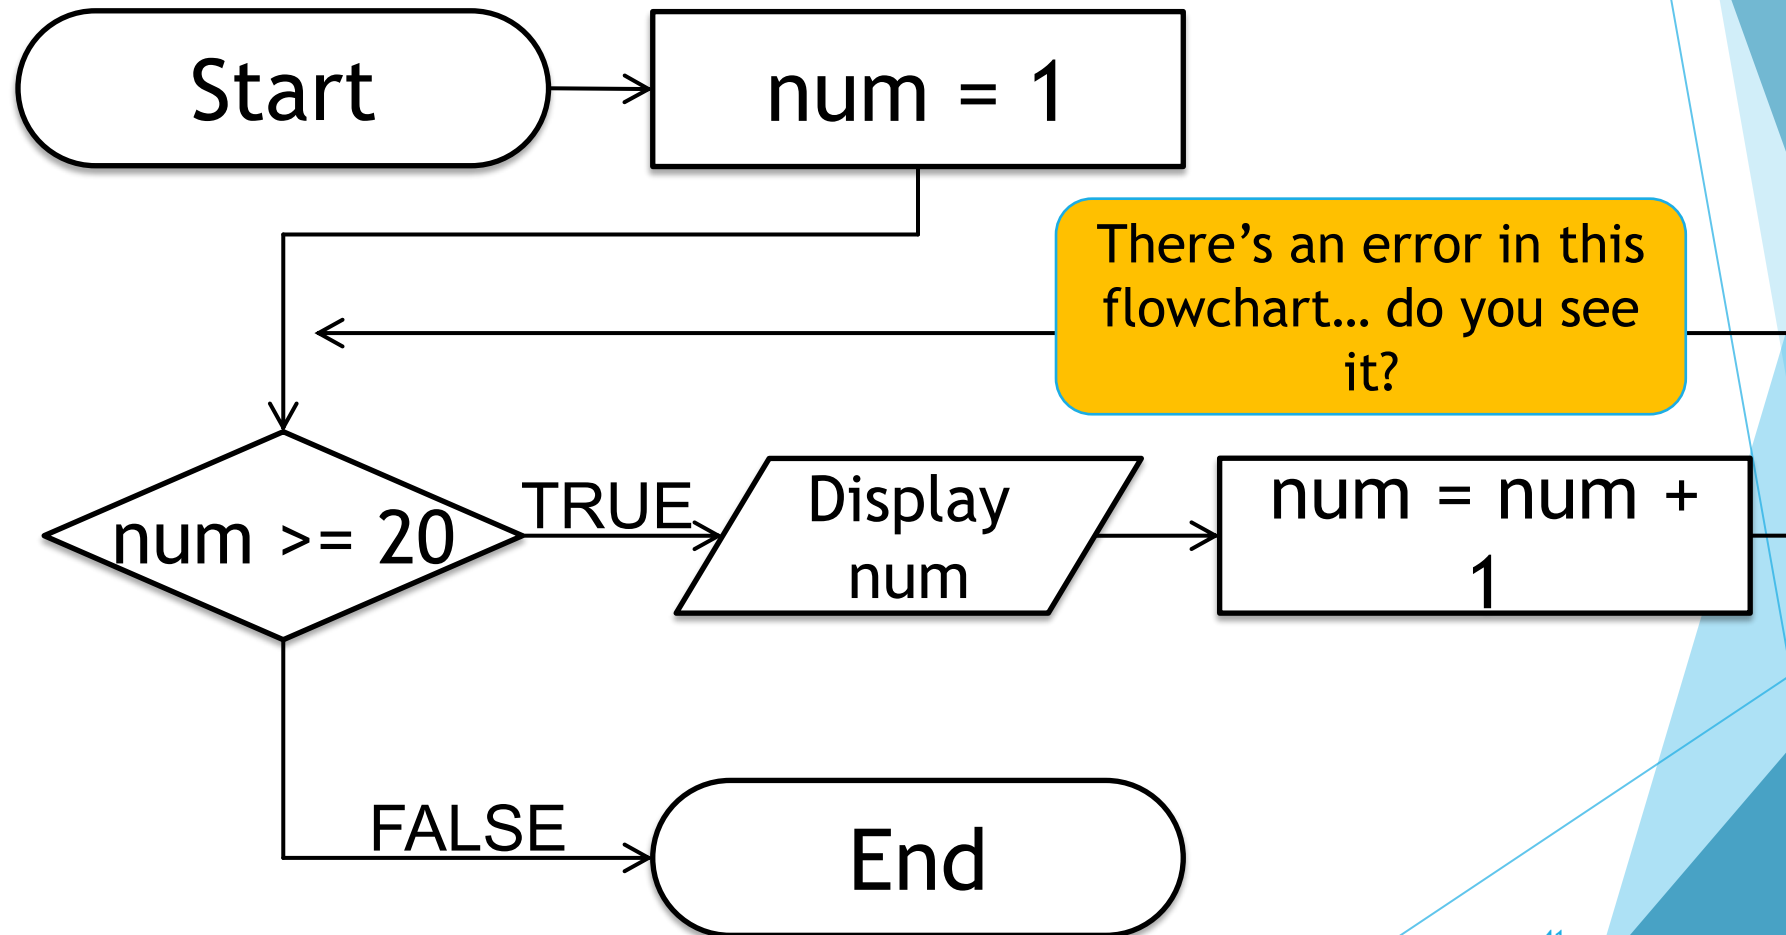 Start
num = 1
There’s an error in this
flowchart… do you see
it?
num >= 20
TRUE
Display
num
num = num +
1
FALSE
End